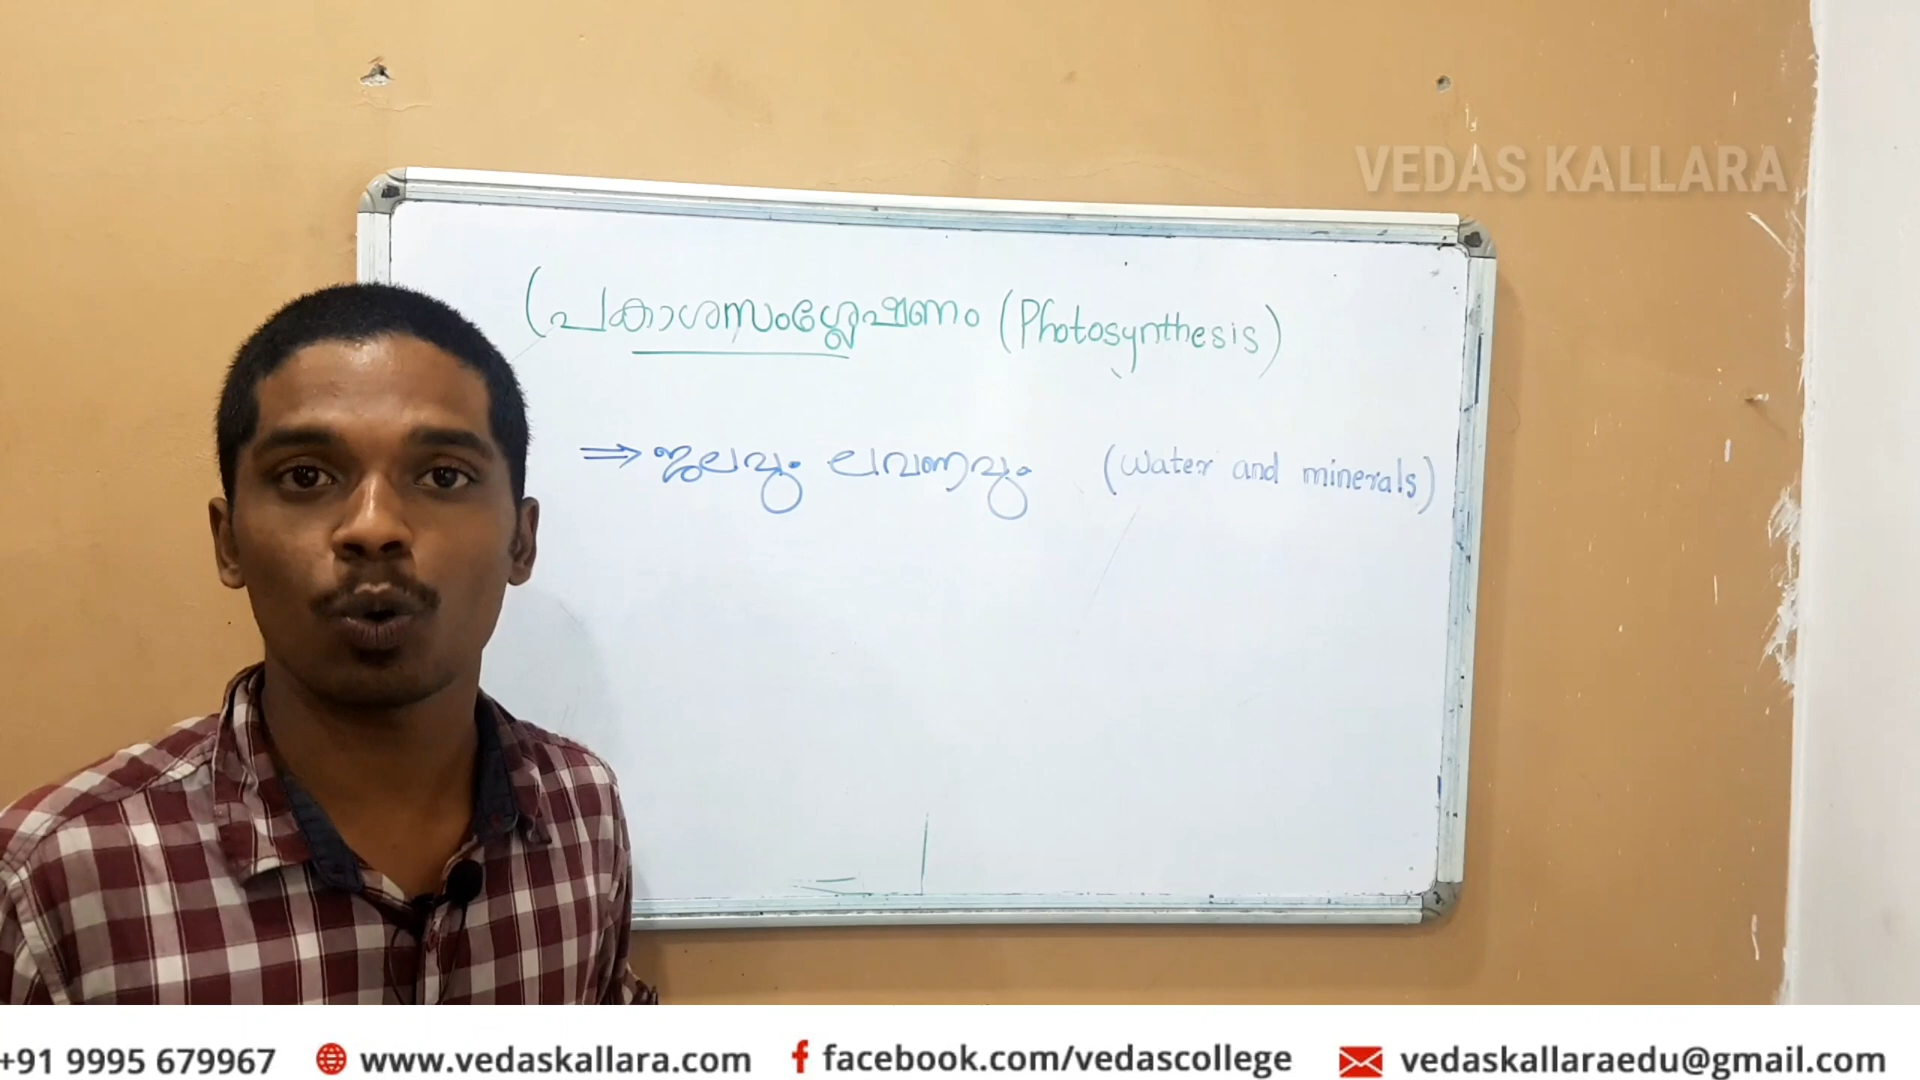 VEDAS KALLARA
പ്രകാശസംശ്ലേഷണം (Photosynthesis)
⇒ ജലവും ലവണവും (water and minerals)
+91 9995 679967 www.vedaskallara.com facebook.com/vedascollege vedaskallaraedu@gmail.com